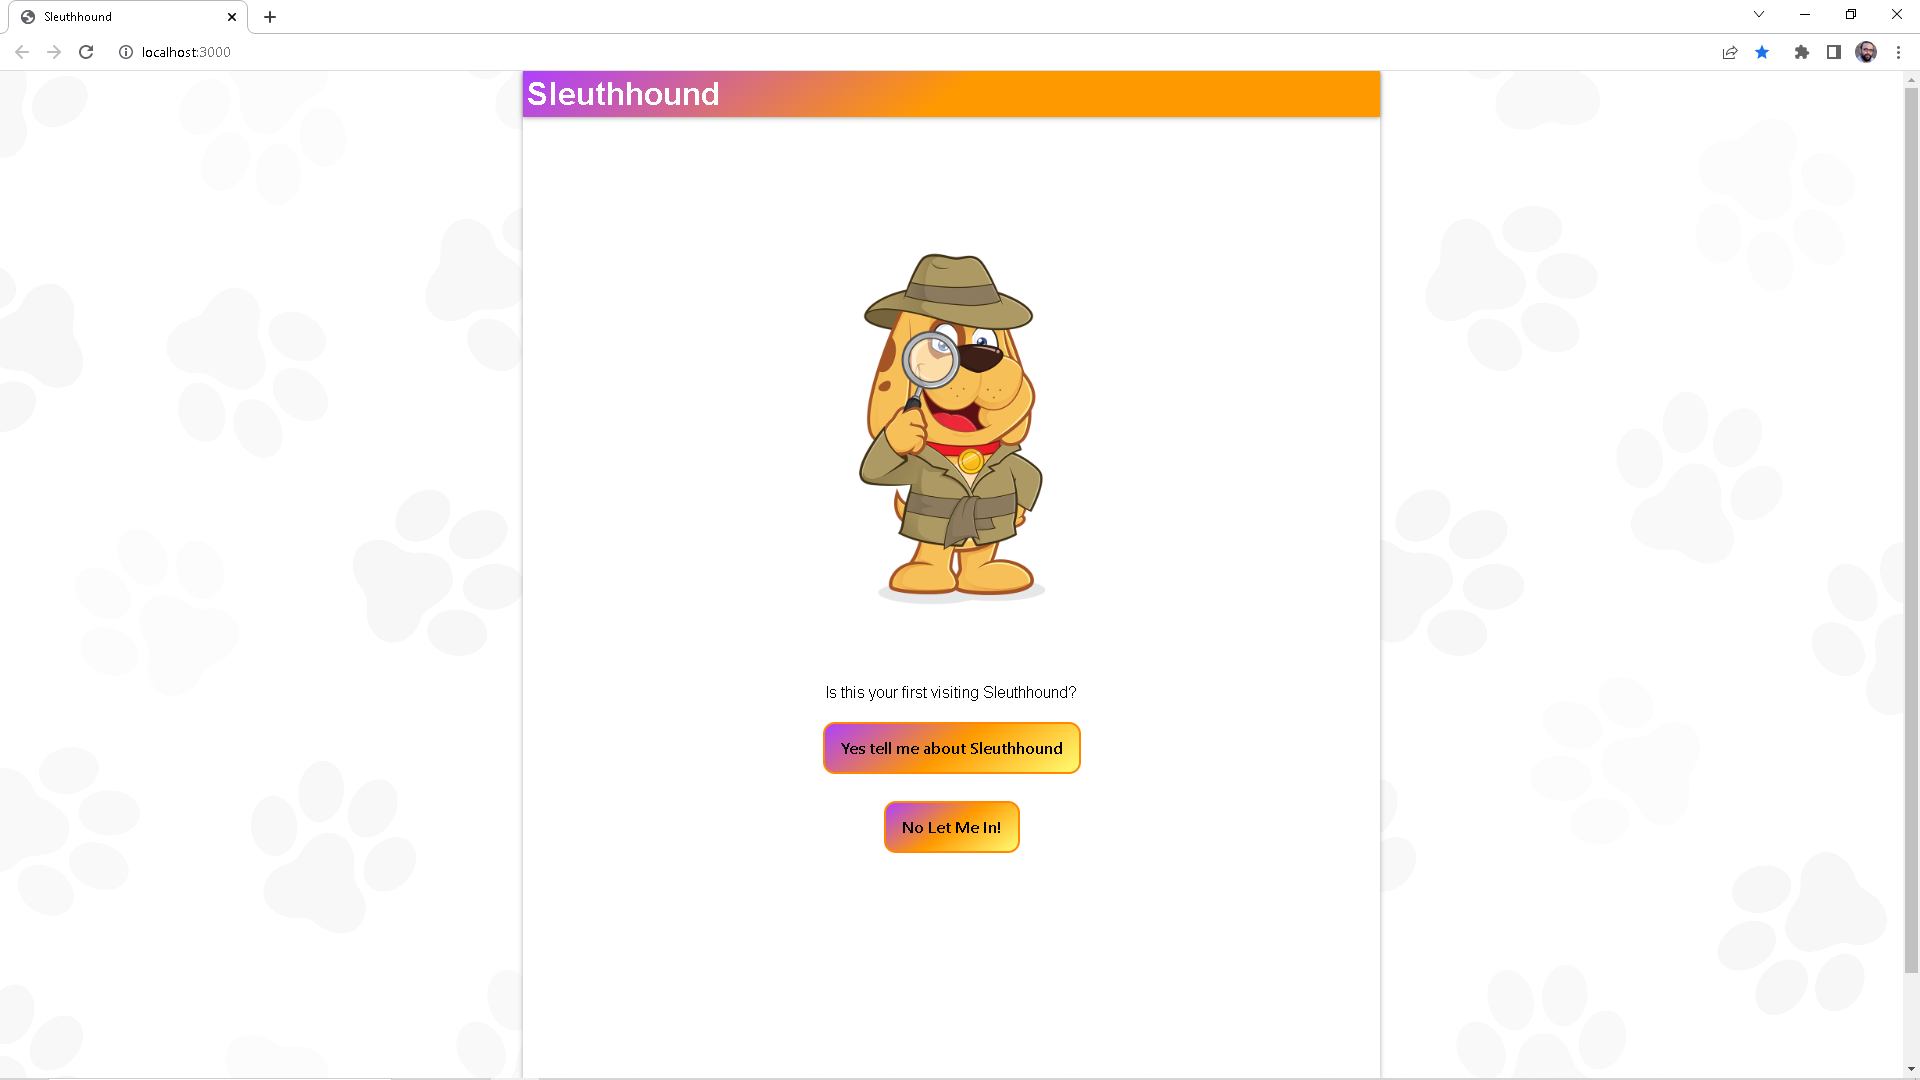 Sleuthhound
localhost:3000
Sleuthhound
Is this your first visiting Sleuthhound?
Yes tell me about Sleuthhound
No Let Me In!